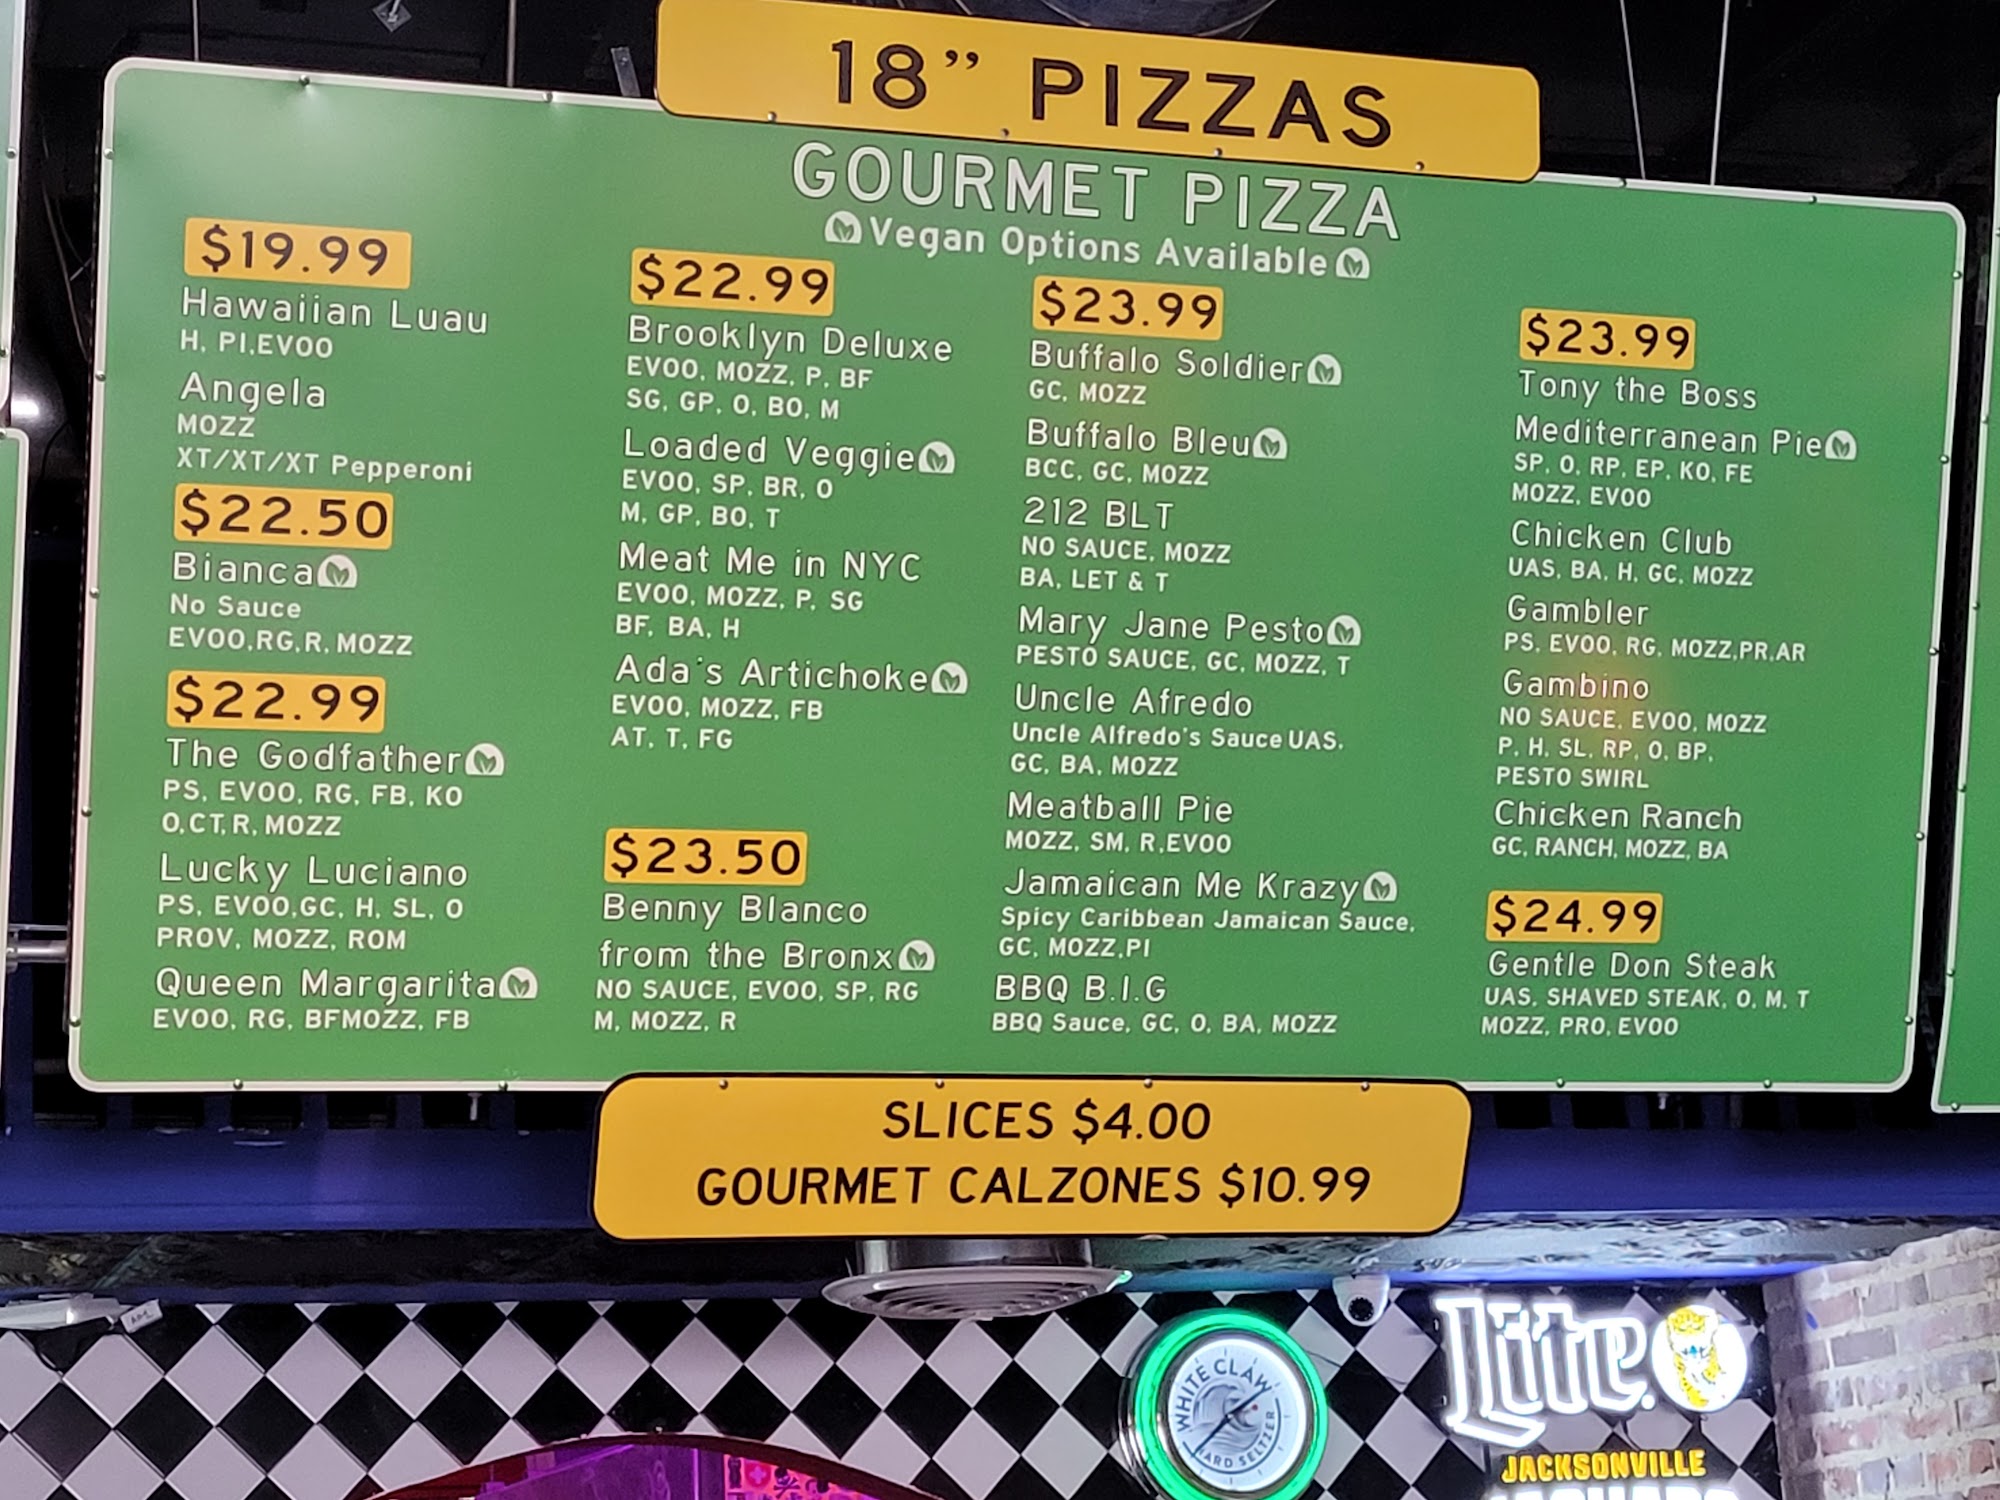 18” PIZZAS
GOURMET PIZZA
Vegan Options Available
$19.99
Hawaiian Luau
H, PI,EVOO
Angela
MOZZ
XT/XT/XT Pepperoni
$22.50
Bianca
No Sauce
EVOO,RG,R, MOZZ
$22.99
The Godfather
PS, EVOO, RG, FB, KO
O,CT,R, MOZZ
Lucky Luciano
PS, EVOO,GC, H, SL, O
PROV, MOZZ, ROM
Queen Margarita
EVOO, RG, BFMOZZ, FB
$22.99
Brooklyn Deluxe
EVOO, MOZZ, P, BF
SG, GP, O, BO, M
Loaded Veggie
EVOO, SP, BR, O
M, GP, BO, T
Meat Me in NYC
EVOO, MOZZ, P, SG
BF, BA, H
Ada's Artichoke
EVOO, MOZZ, FB
AT, T, FG
$23.50
Benny Blanco
from the Bronx
NO SAUCE, EVOO, SP, RG
M, MOZZ, R
$23.99
Buffalo Soldier
GC, MOZZ
Buffalo Bleu
BCC, GC, MOZZ
212 BLT
NO SAUCE, MOZZ
BA, LET & T
Mary Jane Pesto
PESTO SAUCE, GC, MOZZ, T
Uncle Afredo
Uncle Alfredo's Sauce UAS,
GC, BA, MOZZ
Meatball Pie
MOZZ, SM, R,EVOO
Jamaican Me Krazy
Spicy Caribbean Jamaican Sauce,
GC, MOZZ,PI
BBQ B.I.G
BBQ Sauce, GC, O, BA, MOZZ
$23.99
Tony the Boss
Mediterranean Pie
SP, O, RP, EP, KO, FE
MOZZ, EVOO
Chicken Club
UAS, BA, H, GC, MOZZ
Gambler
PS, EVOO, RG, MOZZ,PR,AR
Gambino
NO SAUCE, EVOO, MOZZ
P, H, SL, RP, O, BP,
PESTO SWIRL
Chicken Ranch
GC, RANCH, MOZZ, BA
$24.99
Gentle Don Steak
UAS, SHAVED STEAK, O, M, T
MOZZ, PRO, EVOO
SLICES $4.00
GOURMET CALZONES $10.99
WHITE CLAW
HARD SELTZER
Lite
JACKSONVILLE